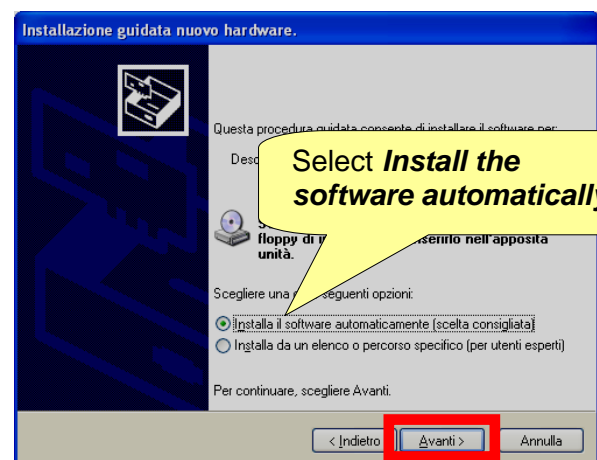 Installazione guidata nuovo hardware.
Questa procedura guidata consente di installare il software per:
Select Install the
software automatically
floppy di nell'apposita
unità.
Scegliere una seguenti opzioni:
Installa il software automaticamente (scelta consigliata)
Installa da un elenco o percorso specifico (per utenti esperti)
Per continuare, scegliere Avanti.
< Indietro
Avanti >
Annulla